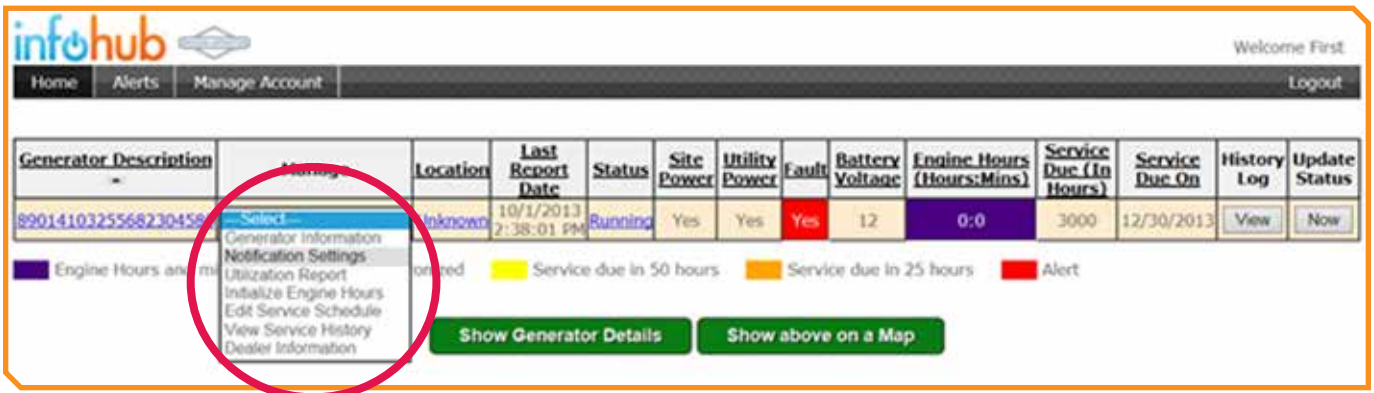 infohub
Welcome First
Home Alerts Manage Account Logout
Generator Description Location Last Report Date Status Site Power Utility Power Fault Battery Voltage Engine Hours (Hours:Mins) Service Due (In Hours) Service Due On History Log Update Status
---Select--- Unknown 10/1/2013 2:38:01 PM Running Yes Yes Yes 12 0:0 3000 12/30/2013 View Now
Generator Information
Notification Settings
Utilization Report
Initialize Engine Hours
Edit Service Schedule
View Service History
Dealer Information
Engine Hours and Service due in 50 hours Service due in 25 hours Alert
Show Generator Details Show above on a Map